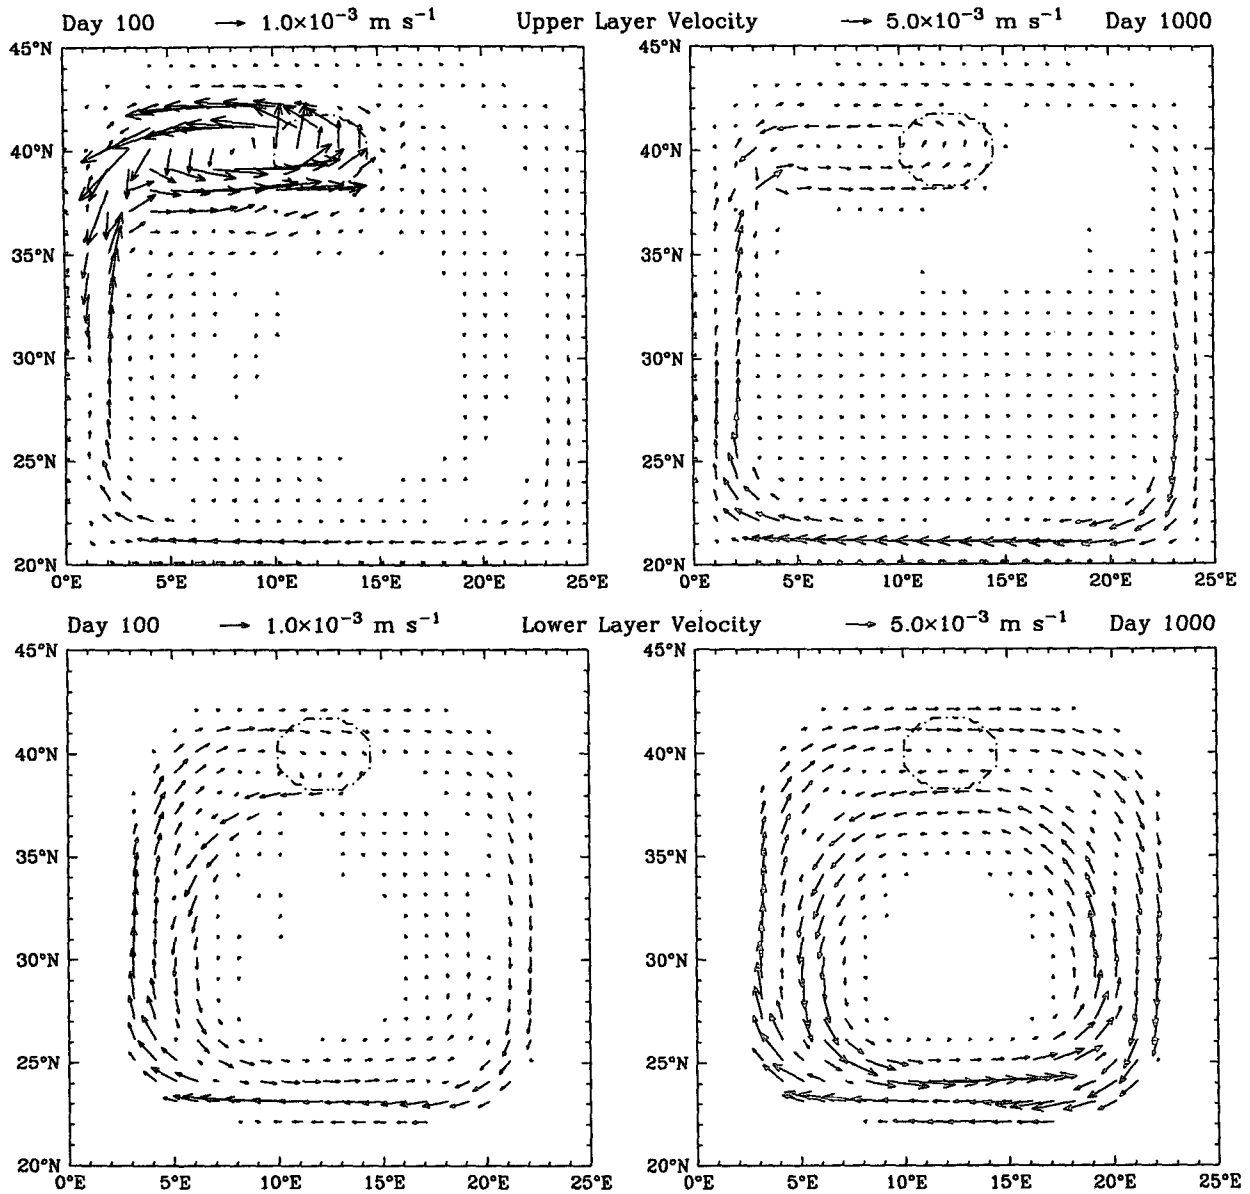 Day 100 → 1.0×10⁻³ m s⁻¹ Upper Layer Velocity → 5.0×10⁻³ m s⁻¹ Day 1000
45°N 45°N
40°N 40°N
35°N 35°N
30°N 30°N
25°N 25°N
20°N 20°N
0°E 5°E 10°E 15°E 20°E 25°E 0°E 5°E 10°E 15°E 20°E 25°E
Day 100 → 1.0×10⁻³ m s⁻¹ Lower Layer Velocity → 5.0×10⁻³ m s⁻¹ Day 1000
45°N 45°N
40°N 40°N
35°N 35°N
30°N 30°N
25°N 25°N
20°N 20°N
0°E 5°E 10°E 15°E 20°E 25°E 0°E 5°E 10°E 15°E 20°E 25°E